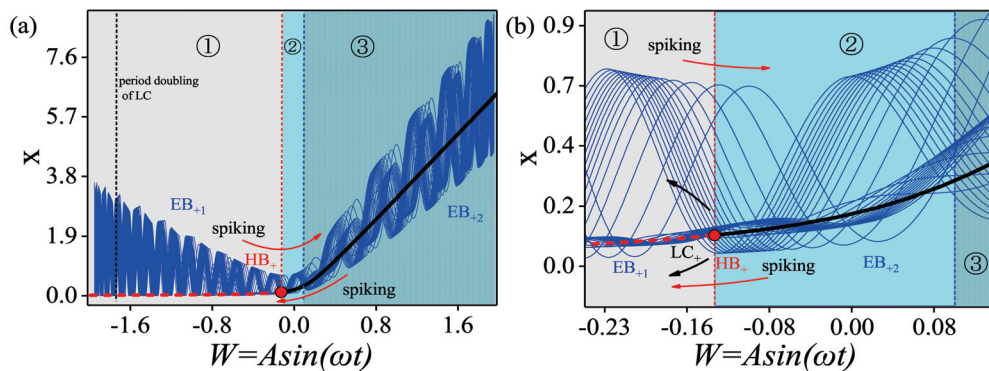 (a)
7.6
5.7
3.8
1.9
0.0
X
①
②
③
period doubling
of LC
EB+1
spiking
HB+
EB+2
spiking
-1.6
-0.8
0.0
0.8
1.6
W=Asin(ωt)
(b)
0.9
0.7
0.4
0.2
0.0
X
①
spiking
②
LC+
EB+1
HB+
spiking
EB+2
③
-0.23
-0.16
-0.08
0.00
0.08
W=Asin(ωt)